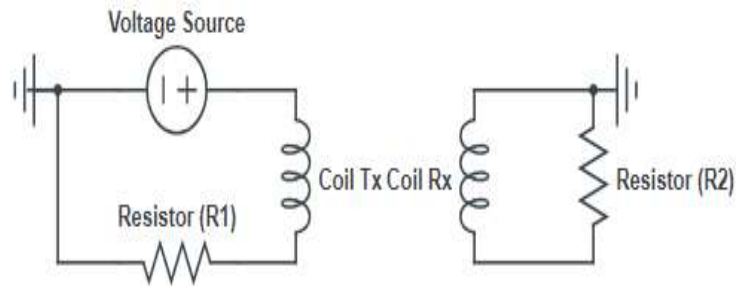 Voltage Source
Coil Tx Coil Rx
Resistor (R2)
Resistor (R1)